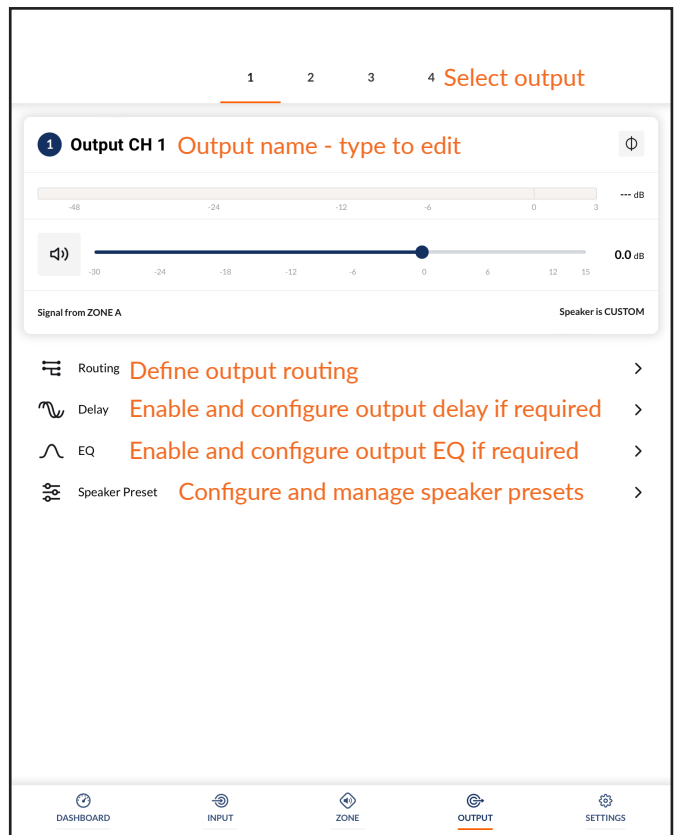 1 2 3 4 Select output
1 Output CH 1 Output name - type to edit
--- dB
-48 -24 -12 -6 0 3
0.0 dB
-30 -24 -18 -12 -6 0 6 12 15
Signal from ZONE A Speaker is CUSTOM
Routing Define output routing
Delay Enable and configure output delay if required
EQ Enable and configure output EQ if required
Speaker Preset Configure and manage speaker presets
DASHBOARD INPUT ZONE OUTPUT SETTINGS